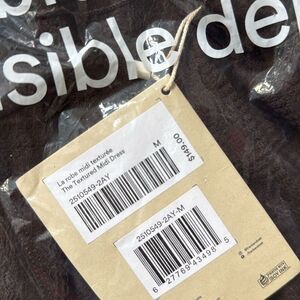 sible de
La robe midi texturée
The Textured Midi Dress
M
$149.00
2510549-2AY
2510549-2AY-M
6 27769 43498 5